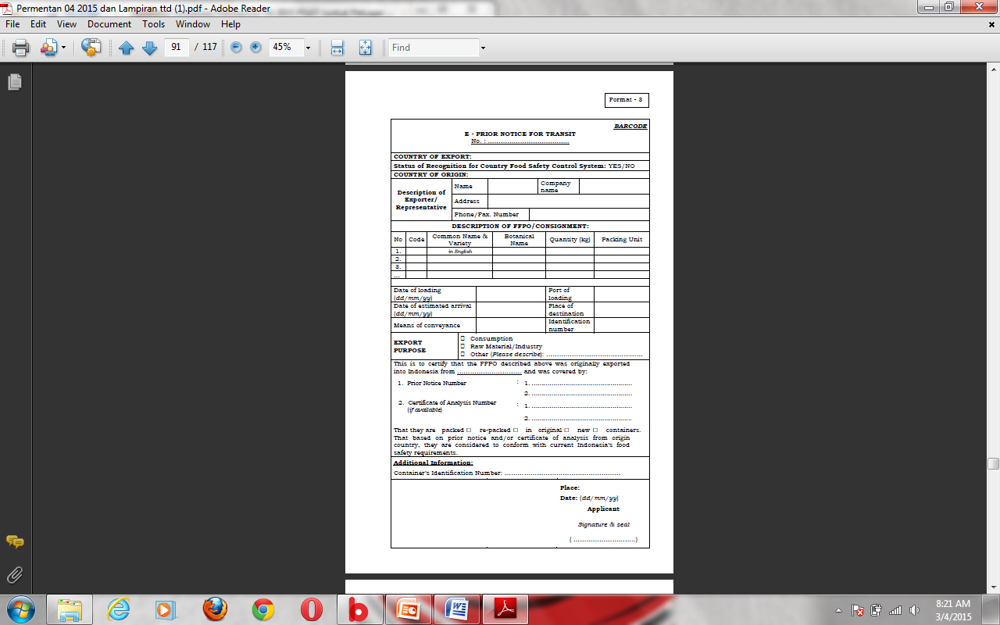 Permentan 04 2015 dan Lampiran ttd (1).pdf - Adobe Reader
File Edit View Document Tools Window Help
91 / 117 45% Find
Format - 3
BARCODE
E - PRIOR NOTICE FOR TRANSIT
No. : ......................................
COUNTRY OF EXPORT:
Status of Recognition for Country Food Safety Control System: YES/NO
COUNTRY OF ORIGIN:
Description of Exporter/ Representative
Name
Company name
Address
Phone/Fax. Number
DESCRIPTION OF FFPO/CONSIGNMENT:
No Code Common Name & Variety Botanical Name Quantity (kg) Packing Unit
1. in English
2.
3.
...
Date of loading (dd/mm/yy) Port of loading
Date of estimated arrival (dd/mm/yy) Place of destination
Means of conveyance Identification number
EXPORT PURPOSE
☐ Consumption
☐ Raw Material/Industry
☐ Other (Please describe): .............................................
This is to certify that the FFPO described above was originally exported
into Indonesia from .............................. and was covered by:
1. Prior Notice Number : 1. ................................................
2. ................................................
2. Certificate of Analysis Number : 1. ................................................
(if available)
2. ................................................
That they are packed ☐ re-packed ☐ in original ☐ new ☐ containers.
That based on prior notice and/or certificate of analysis from origin
country, they are considered to conform with current Indonesia's food
safety requirements.
Additional Information:
Container's Identification Number: ......................................................
Place:
Date: (dd/mm/yy)
Applicant
Signature & seal
( .............................)
8:21 AM
3/4/2015